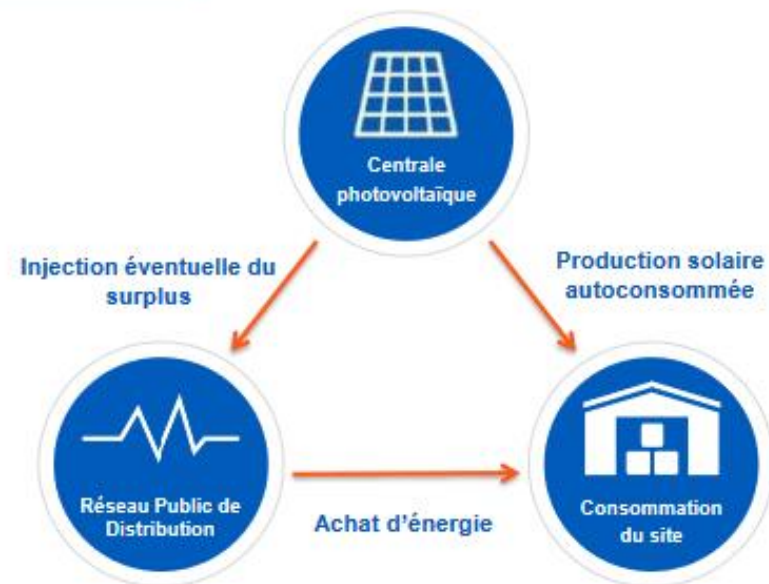 Centrale
photovoltaïque
Injection éventuelle du
surplus
Production solaire
autoconsommée
Réseau Public de
Distribution
Achat d'énergie
Consommation
du site